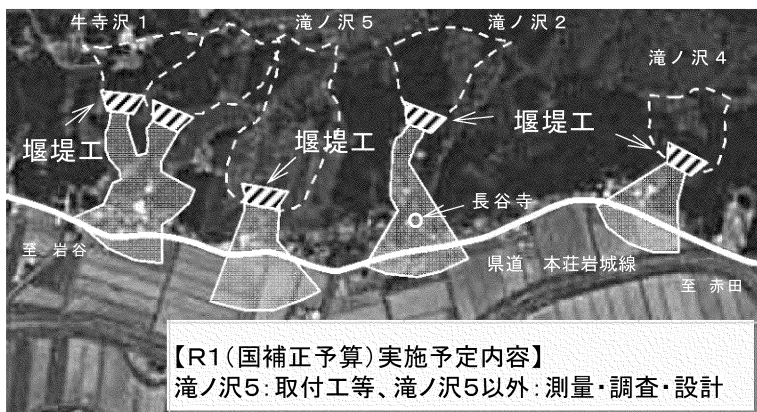 牛寺沢1
滝ノ沢5
滝ノ沢2
滝ノ沢4
堰堤工
堰堤工
堰堤工
長谷寺
至 岩谷
県道 本荘岩城線
至 赤田
【R1(国補正予算)実施予定内容】
滝ノ沢5:取付工等、滝ノ沢5以外:測量・調査・設計